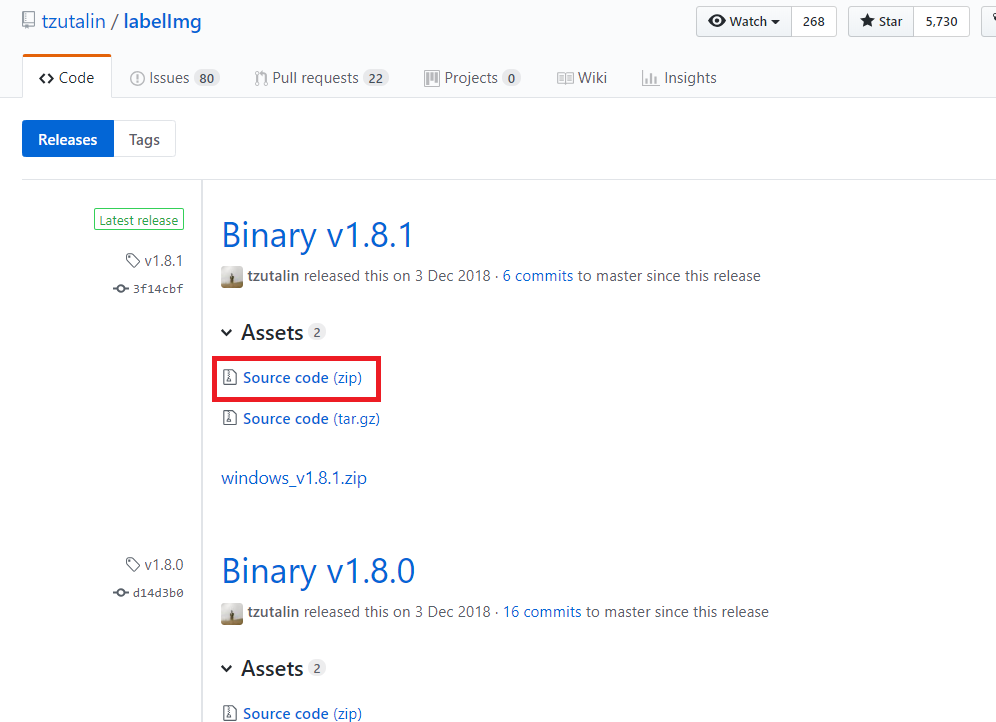 tzutalin / labelImg
Watch 268 Star 5,730
Code Issues 80 Pull requests 22 Projects 0 Wiki Insights
Releases Tags
Latest release
v1.8.1
3f14cbf
Binary v1.8.1
tzutalin released this on 3 Dec 2018 · 6 commits to master since this release
Assets 2
Source code (zip)
Source code (tar.gz)
windows_v1.8.1.zip
v1.8.0
d14d3b0
Binary v1.8.0
tzutalin released this on 3 Dec 2018 · 16 commits to master since this release
Assets 2
Source code (zip)